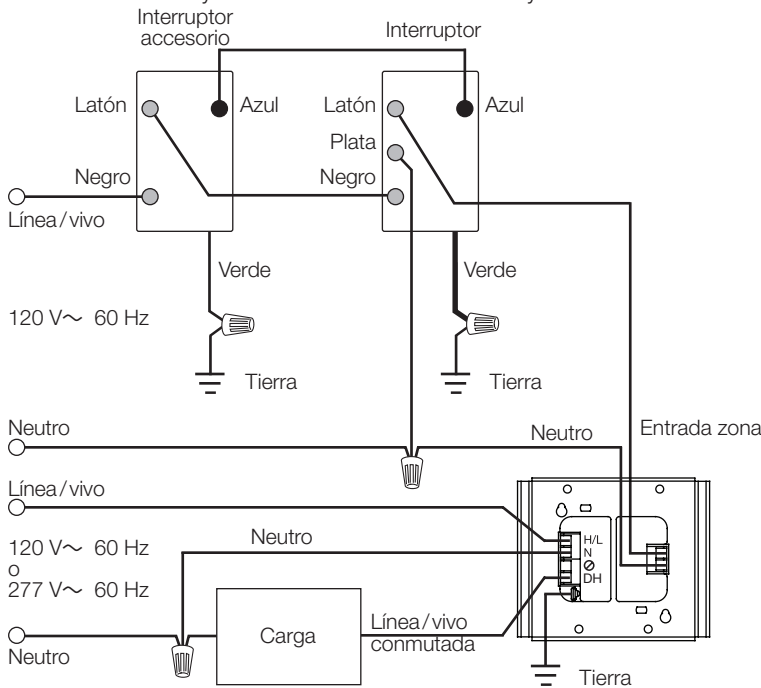 Interruptor
accesorio
Interruptor
Latón
Azul
Latón
Azul
Plata
Negro
Negro
Línea/vivo
Verde
Verde
120 V~ 60 Hz
Tierra
Tierra
Neutro
Neutro
Entrada zona
Línea/vivo
H/L
N
DH
120 V~ 60 Hz
o
277 V~ 60 Hz
Neutro
Carga
Línea/vivo
conmutada
Neutro
Tierra